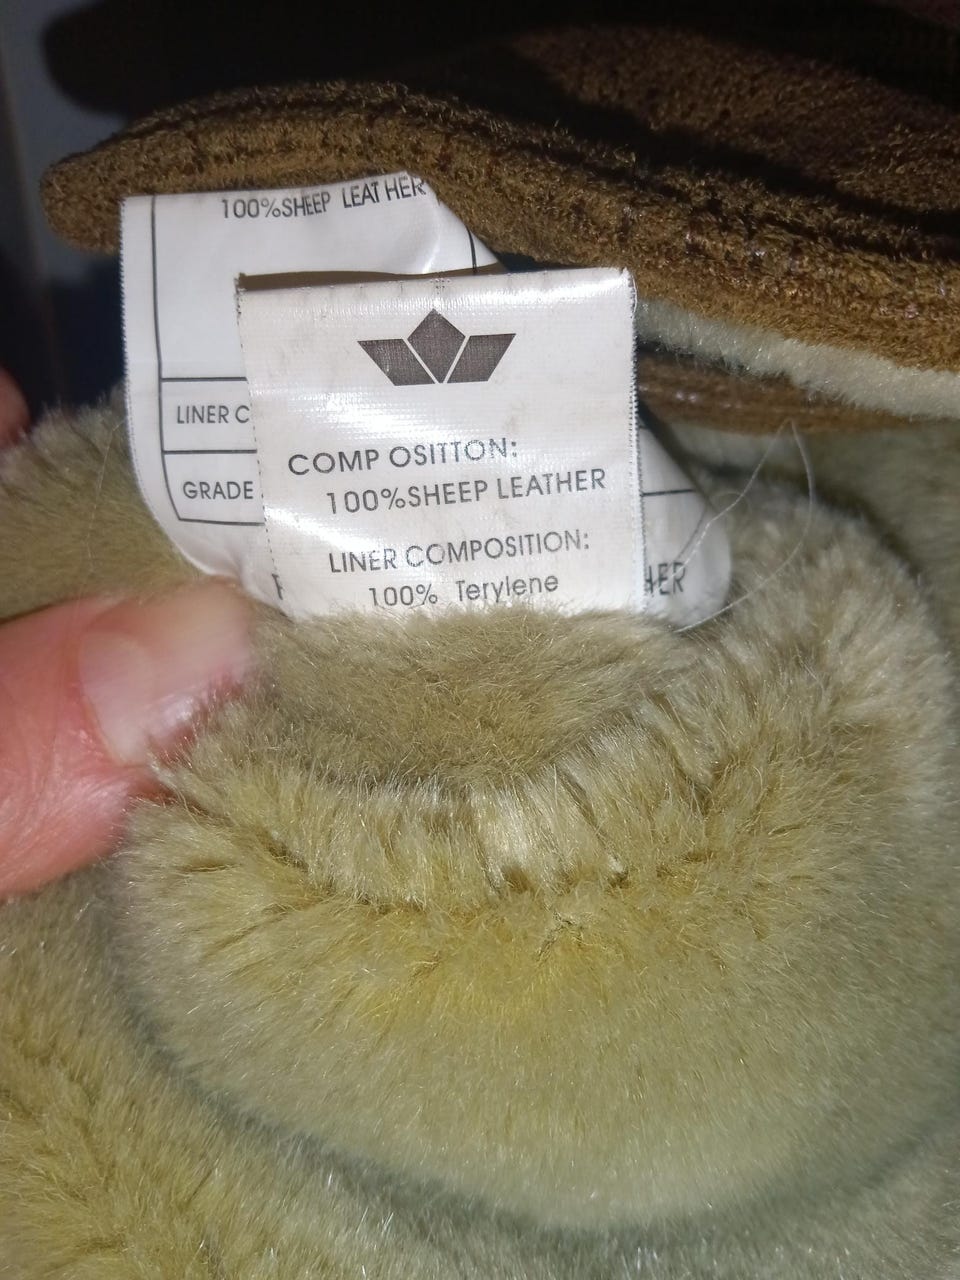 100%SHEEP LEATHER
LINER C
GRADE
COMP OSITTON:
100%SHEEP LEATHER
LINER COMPOSITION:
100% Terylene
HER